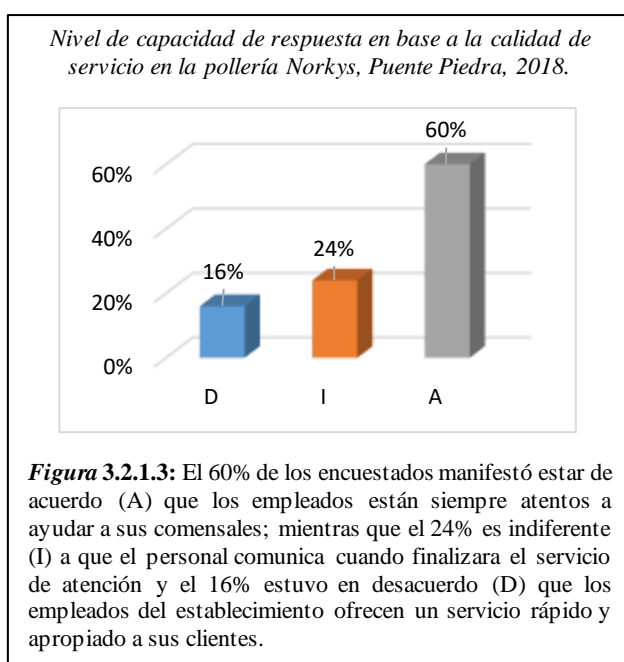 Nivel de capacidad de respuesta en base a la calidad de
servicio en la pollería Norkys, Puente Piedra, 2018.
60%
60%
40%
24%
16%
20%
0%
D I A
Figura 3.2.1.3: El 60% de los encuestados manifestó estar de
acuerdo (A) que los empleados están siempre atentos a
ayudar a sus comensales; mientras que el 24% es indiferente
(I) a que el personal comunica cuando finalizara el servicio
de atención y el 16% estuvo en desacuerdo (D) que los
empleados del establecimiento ofrecen un servicio rápido y
apropiado a sus clientes.